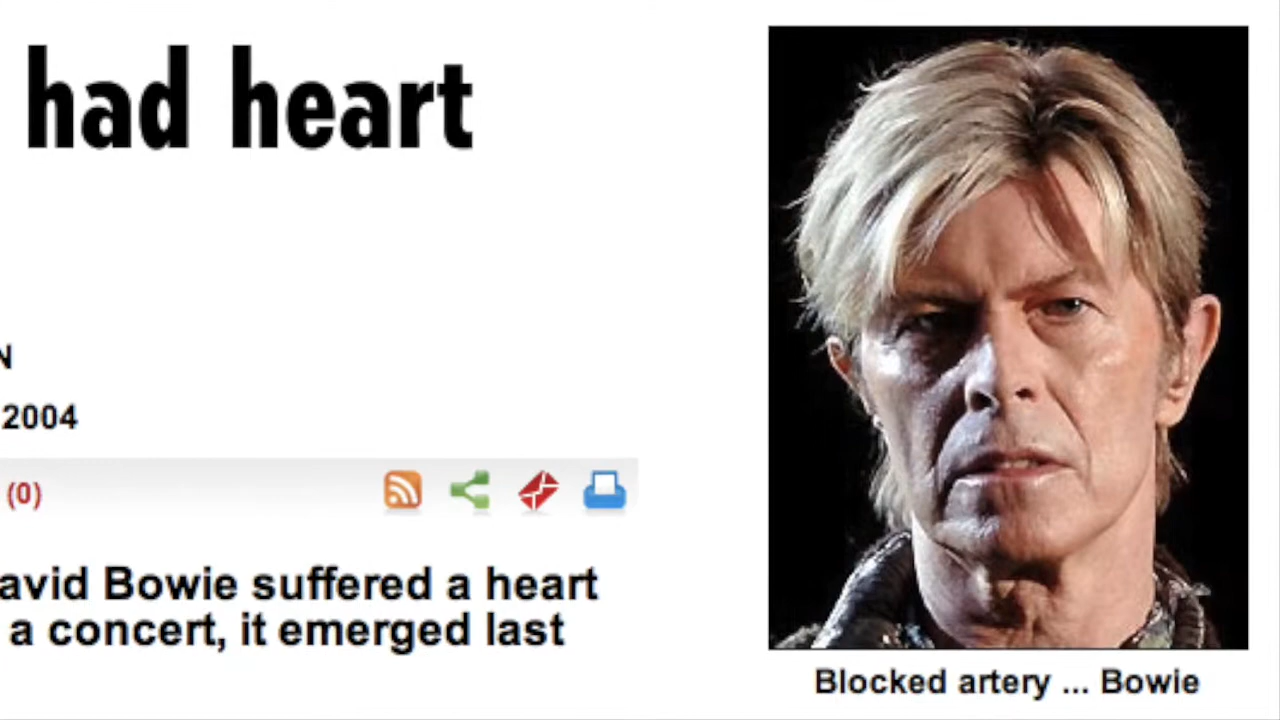 had heart
N
2004
(0)
avid Bowie suffered a heart
a concert, it emerged last
Blocked artery ... Bowie